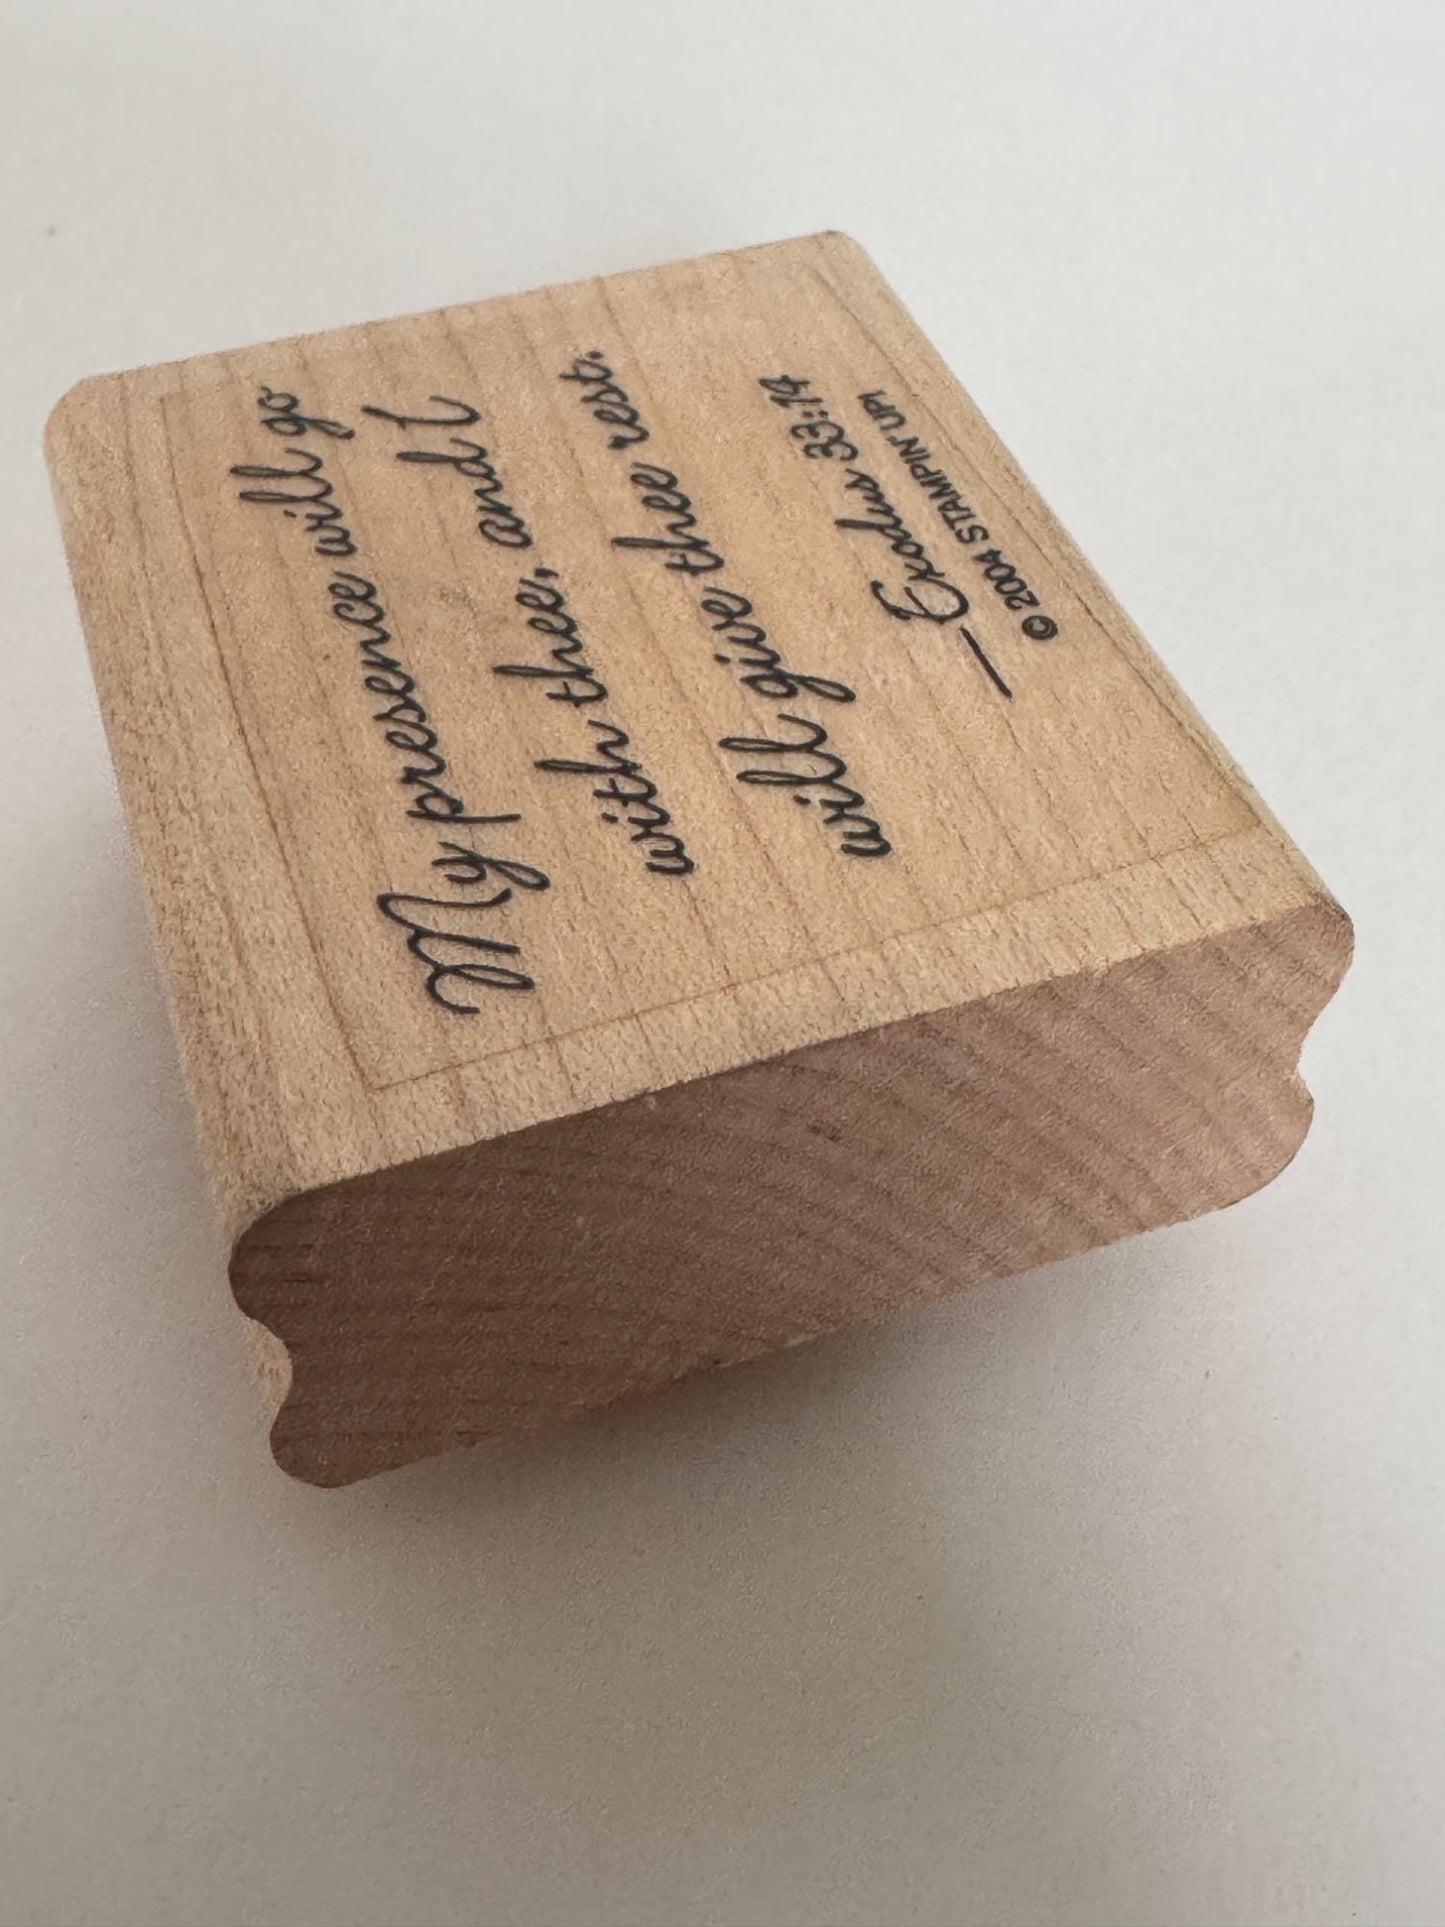 My presence will go
with thee, and I
will give thee rest.
— Exodus 33:14
© 2004 STAMPIN' UP!